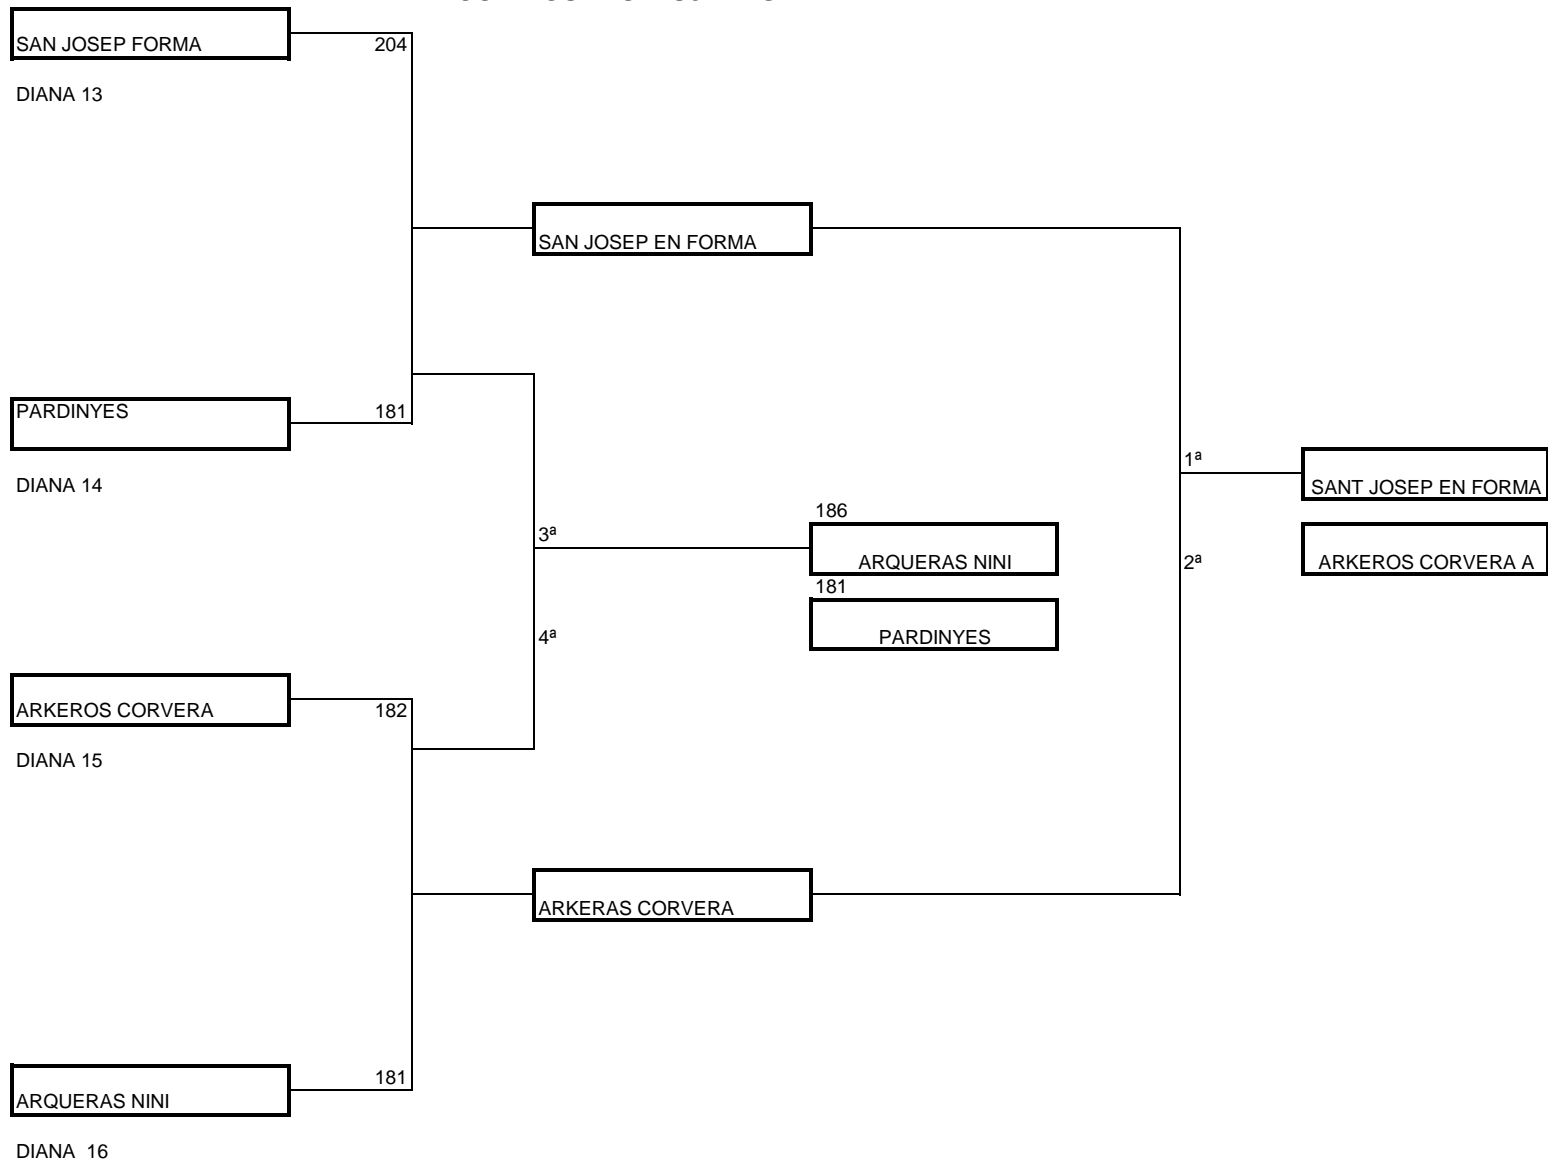 SAN JOSEP FORMA
204
DIANA 13
SAN JOSEP EN FORMA
PARDINYES
181
DIANA 14
1ª
SANT JOSEP EN FORMA
186
3ª
ARQUERAS NINI
2ª
ARKEROS CORVERA A
181
4ª
PARDINYES
ARKEROS CORVERA
182
DIANA 15
ARKERAS CORVERA
181
ARQUERAS NINI
DIANA  16